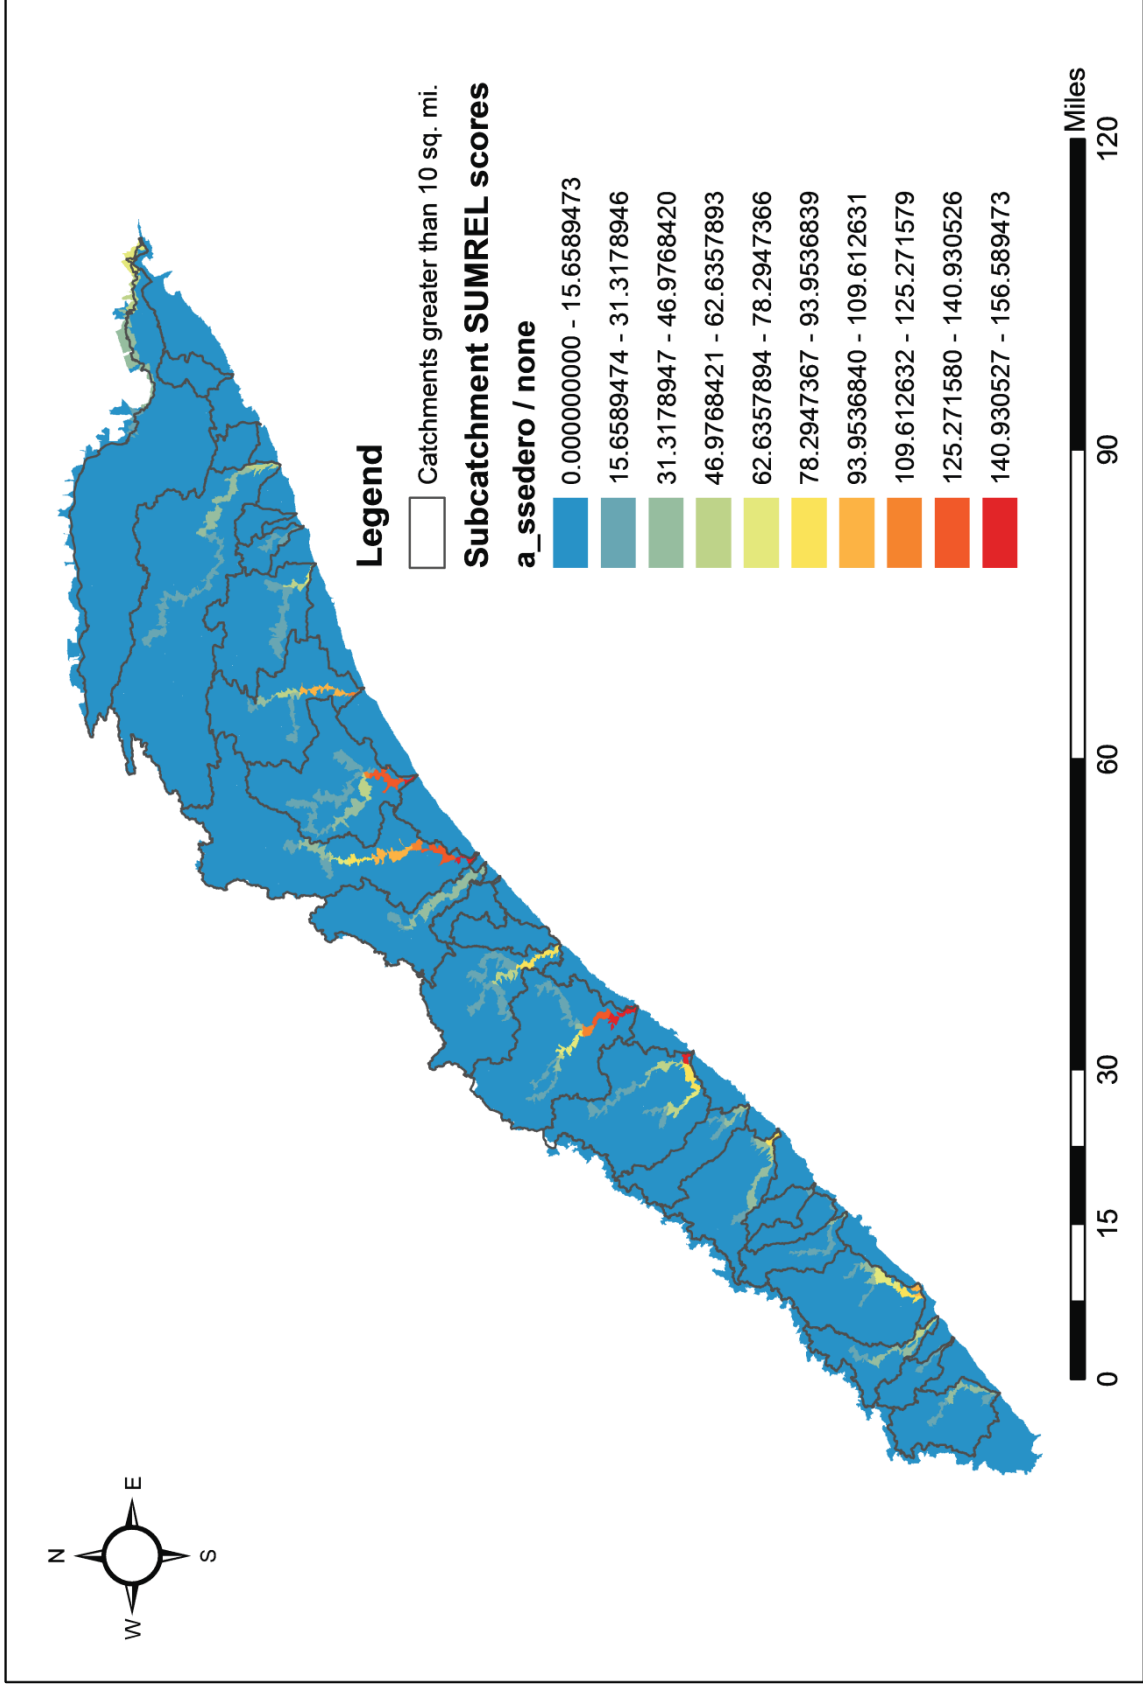 N
W
E
S
Legend
Catchments greater than 10 sq. mi.
Subcatchment SUMREL scores
a_ssedero / none
0.000000000 - 15.6589473
15.6589474 - 31.3178946
31.3178947 - 46.9768420
46.9768421 - 62.6357893
62.6357894 - 78.2947366
78.2947367 - 93.9536839
93.9536840 - 109.612631
109.612632 - 125.271579
125.271580 - 140.930526
140.930527 - 156.589473
0 15 30 60 90 120
Miles